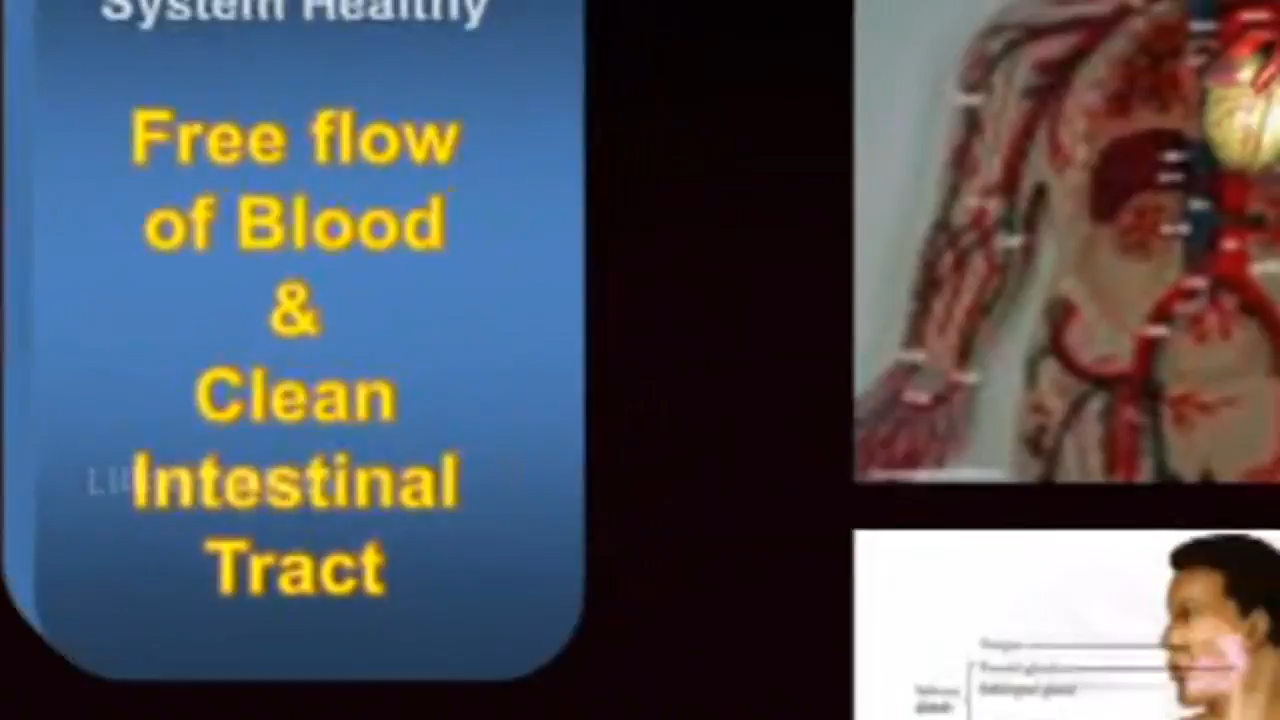 System Healthy
Free flow
of Blood
&
Clean
Intestinal
Tract